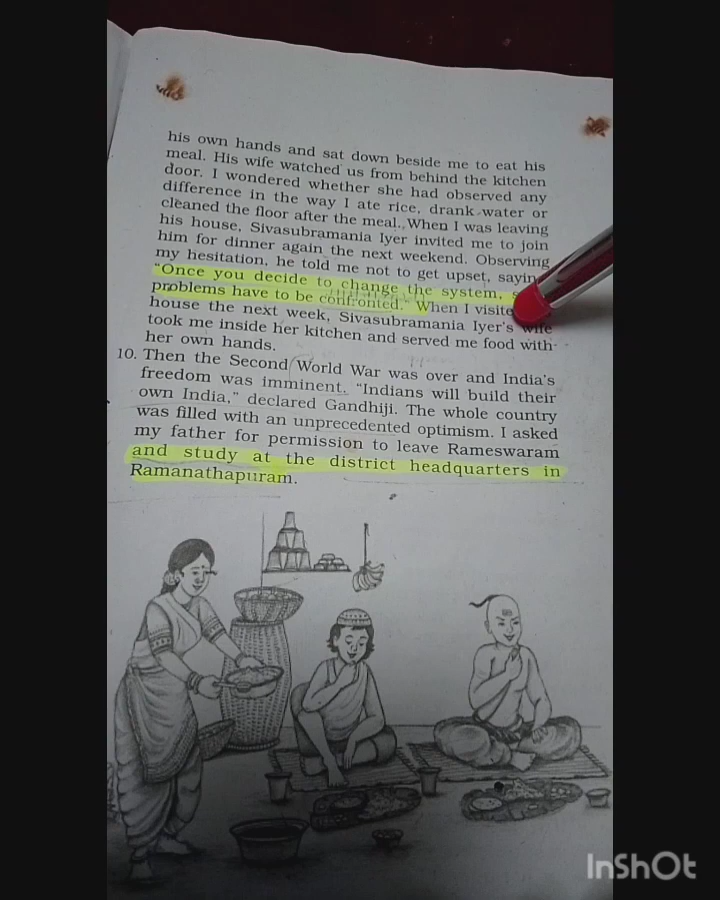 his own hands and sat down beside me to eat his
meal. His wife watched us from behind the kitchen
door. I wondered whether she had observed any
difference in the way I ate rice, drank water or
cleaned the floor after the meal. When I was leaving
his house, Sivasubramania Iyer invited me to join
him for dinner again the next weekend. Observing
my hesitation, he told me not to get upset,
“Once you decide to change the system,
problems have to be confronted.” When I
house the next week, Sivasubramania Iyer's wife
took me inside her kitchen and served me food with-
her own hands.
10. Then the Second World War was over and India's
freedom was imminent. “Indians will build their
own India,” declared Gandhiji. The whole country
was filled with an unprecedented optimism. I asked
my father for permission to leave Rameswaram
and study at the district headquarters in
Ramanathapuram.
InShOt